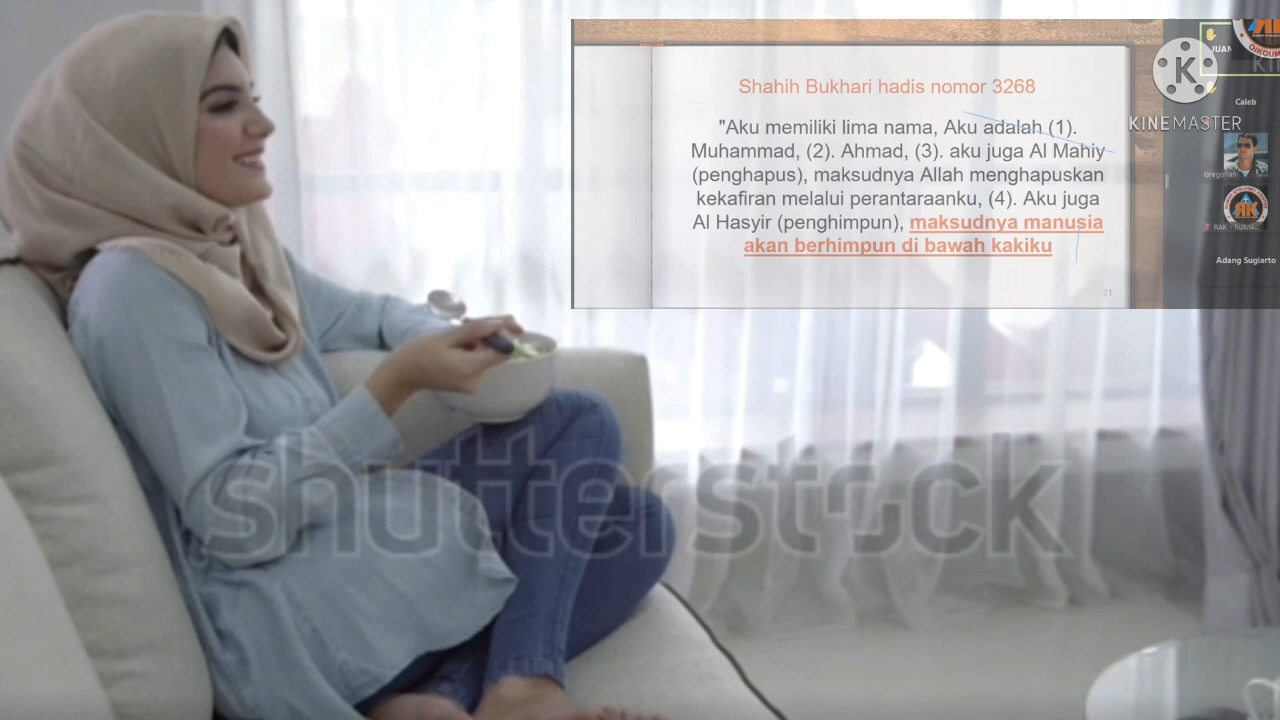 Shahih Bukhari hadis nomor 3268
"Aku memiliki lima nama, Aku adalah (1).
Muhammad, (2). Ahmad, (3). aku juga Al Mahiy
(penghapus), maksudnya Allah menghapuskan
kekafiran melalui perantaraanku, (4). Aku juga
Al Hasyir (penghimpun), maksudnya manusia
akan berhimpun di bawah kakiku
21
JUAN
OIKOUM
K
KINEMASTER
Caleb
Gregorian
RAK - RUMAH
Adang Sugiarto
shutterstock